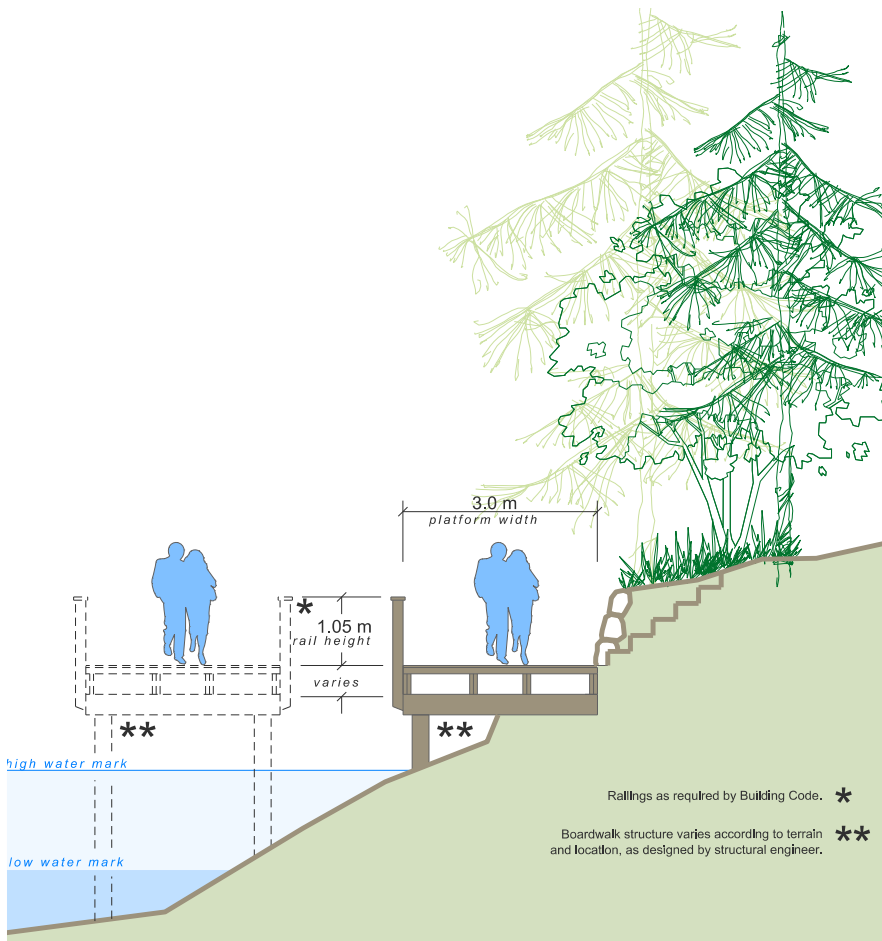 3.0 m
platform width
*
1.05 m
rail height
varies
**
**
high water mark
low water mark
Railings as required by Building Code. *
Boardwalk structure varies according to terrain **
and location, as designed by structural engineer.